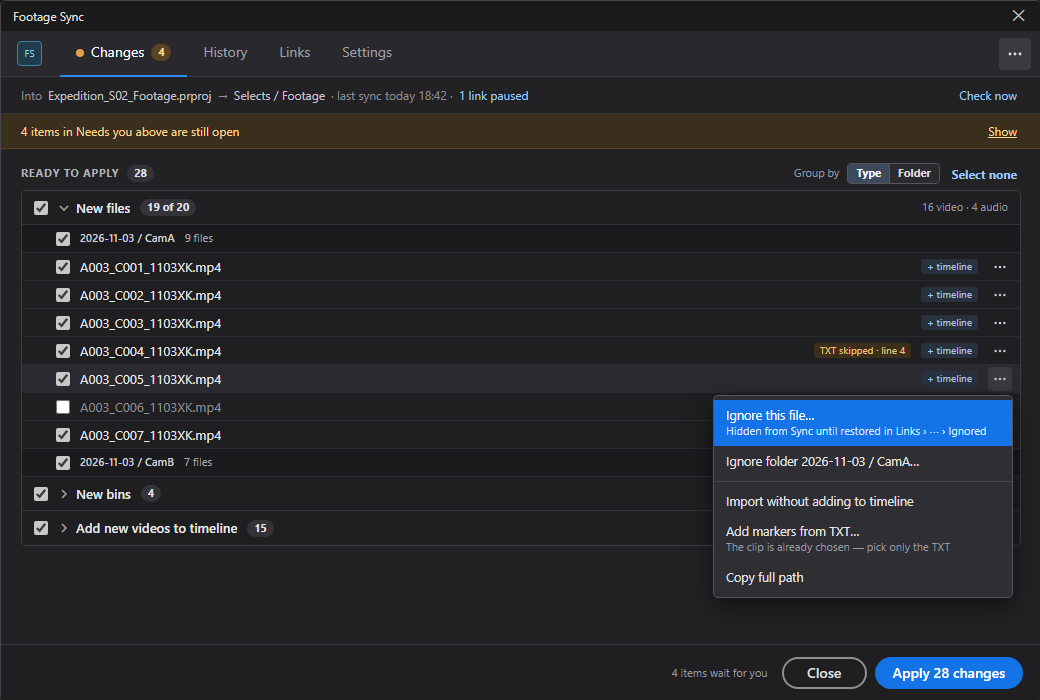 Footage Sync
FS
Changes 4
History
Links
Settings
Into Expedition_S02_Footage.prproj → Selects / Footage · last sync today 18:42 · 1 link paused
Check now
4 items in Needs you above are still open
Show
READY TO APPLY 28
Group by Type Folder
Select none
New files 19 of 20
16 video · 4 audio
2026-11-03 / CamA 9 files
A003_C001_1103XK.mp4
+ timeline
A003_C002_1103XK.mp4
+ timeline
A003_C003_1103XK.mp4
+ timeline
A003_C004_1103XK.mp4
TXT skipped · line 4
+ timeline
A003_C005_1103XK.mp4
+ timeline
A003_C006_1103XK.mp4
A003_C007_1103XK.mp4
2026-11-03 / CamB 7 files
New bins 4
Add new videos to timeline 15
Ignore this file...
Hidden from Sync until restored in Links › ··· › Ignored
Ignore folder 2026-11-03 / CamA...
Import without adding to timeline
Add markers from TXT...
The clip is already chosen — pick only the TXT
Copy full path
4 items wait for you
Close
Apply 28 changes